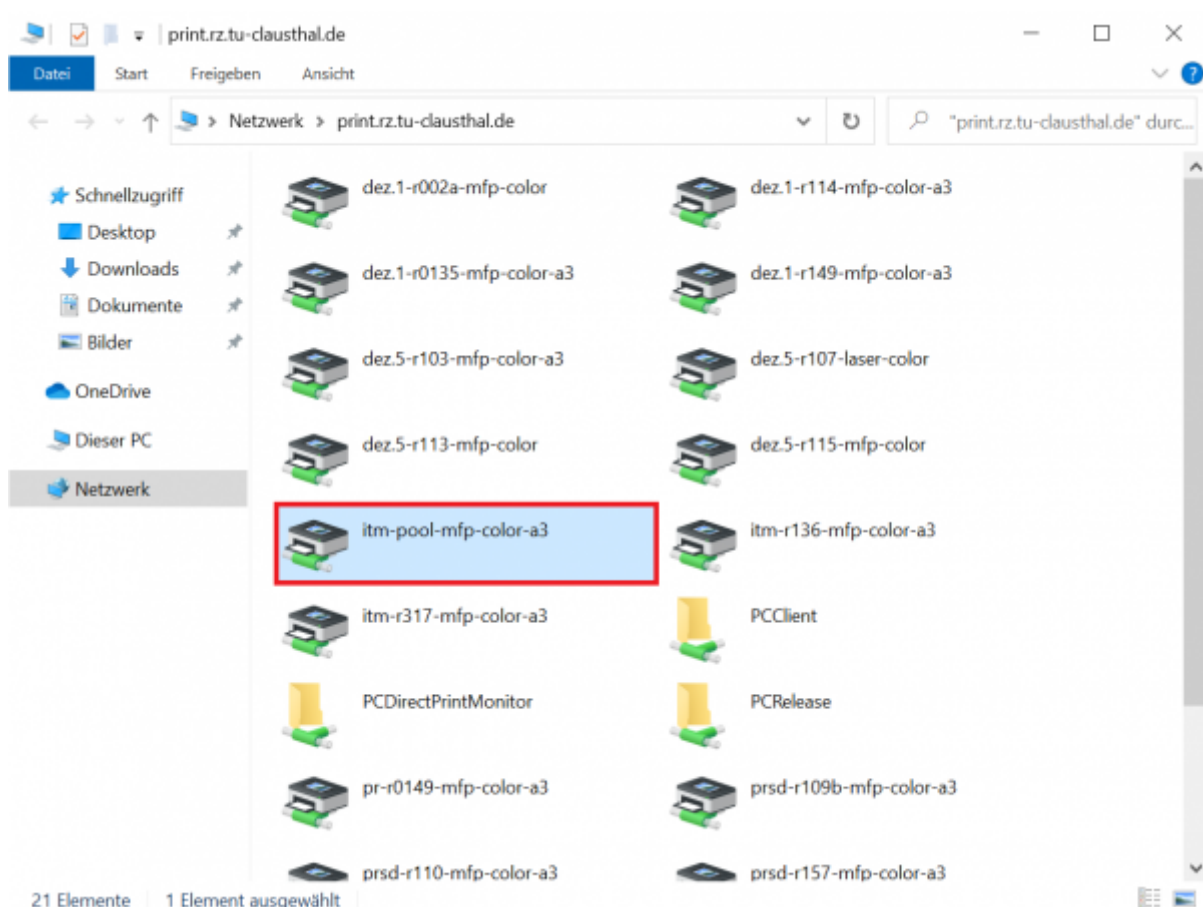 print.rz.tu-clausthal.de
Datei Start Freigeben Ansicht
Netzwerk > print.rz.tu-clausthal.de "print.rz.tu-clausthal.de" durc...
Schnellzugriff
Desktop
Downloads
Dokumente
Bilder
OneDrive
Dieser PC
Netzwerk
dez.1-r002a-mfp-color dez.1-r114-mfp-color-a3
dez.1-r0135-mfp-color-a3 dez.1-r149-mfp-color-a3
dez.5-r103-mfp-color-a3 dez.5-r107-laser-color
dez.5-r113-mfp-color dez.5-r115-mfp-color
itm-pool-mfp-color-a3 itm-r136-mfp-color-a3
itm-r317-mfp-color-a3 PCClient
PCDirectPrintMonitor PCRelease
pr-r0149-mfp-color-a3 prsd-r109b-mfp-color-a3
prsd-r110-mfp-color-a3 prsd-r157-mfp-color-a3
21 Elemente 1 Element ausgewählt